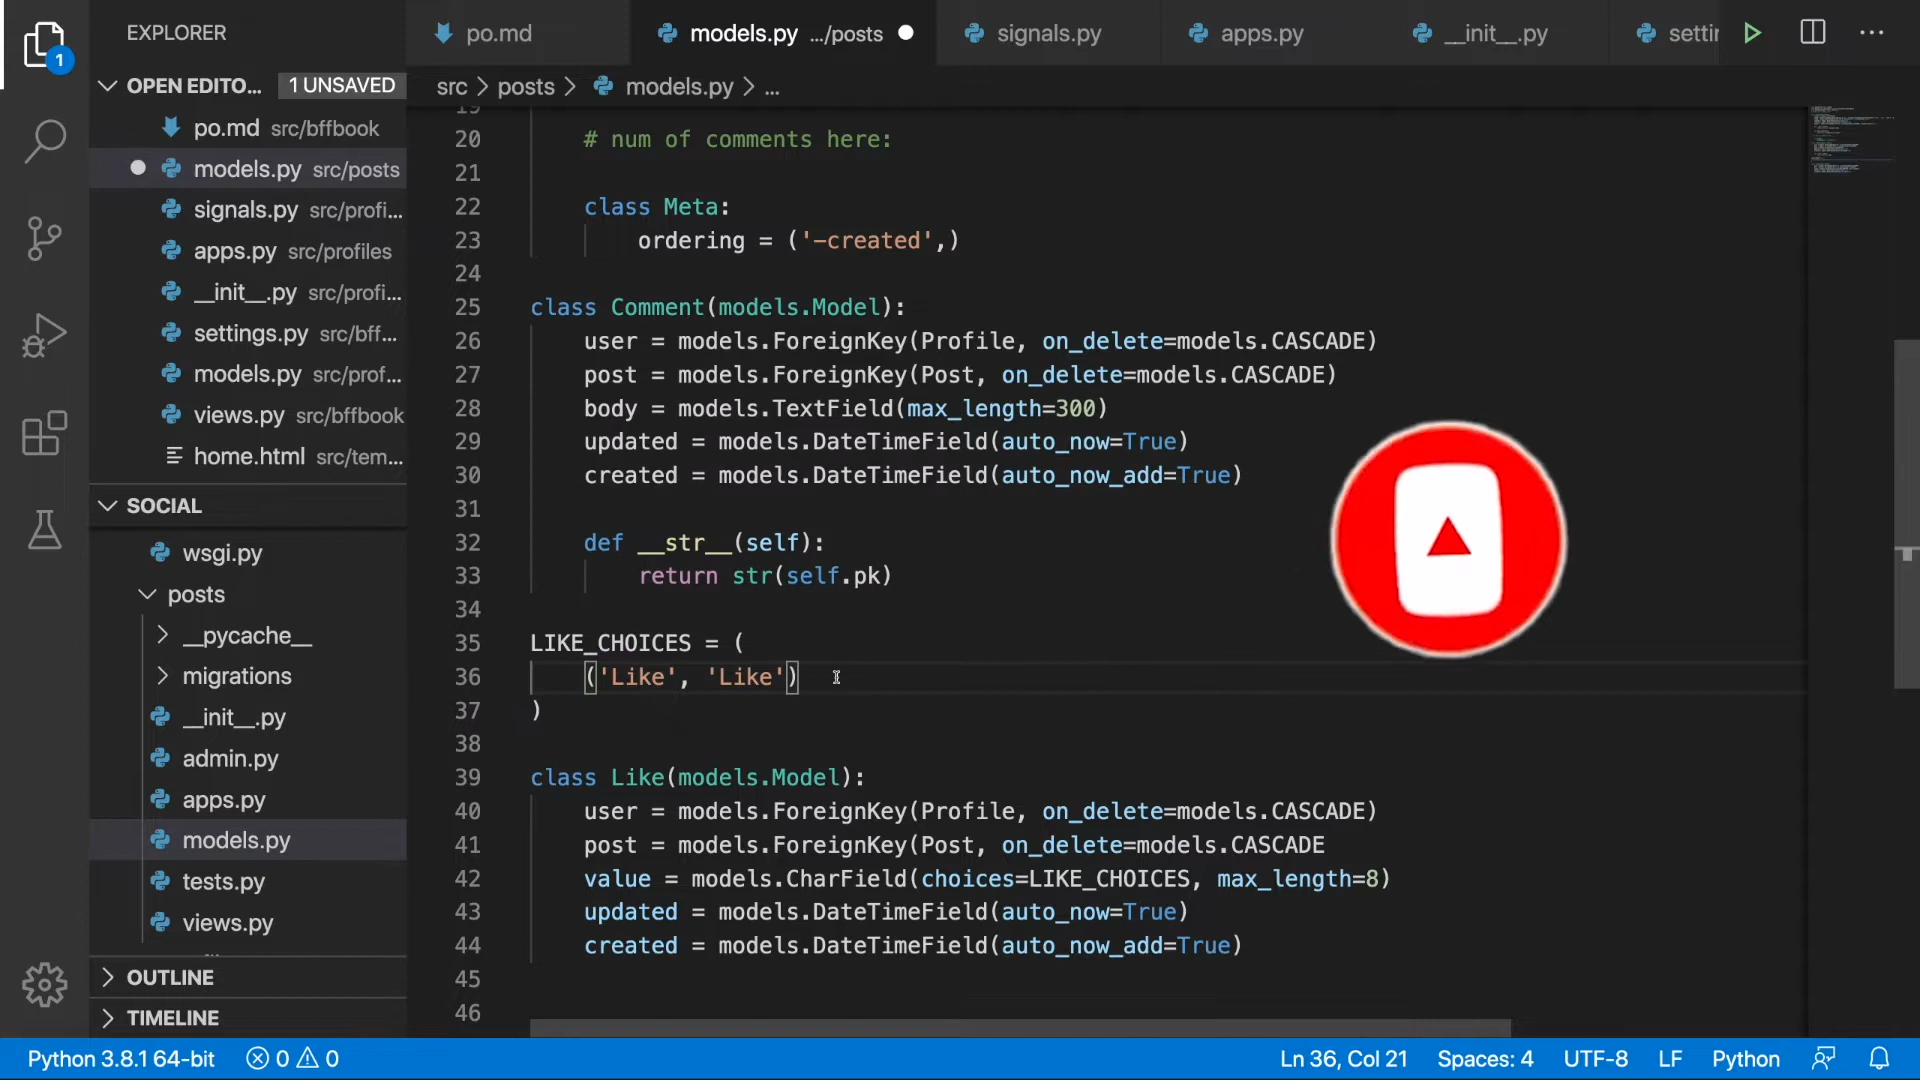 EXPLORER
1
OPEN EDITO... 1 UNSAVED
po.md src/bffbook
models.py src/posts
signals.py src/profi...
apps.py src/profiles
__init__.py src/profi...
settings.py src/bff...
models.py src/prof...
views.py src/bffbook
home.html src/tem...
SOCIAL
wsgi.py
posts
__pycache__
migrations
__init__.py
admin.py
apps.py
models.py
tests.py
views.py
OUTLINE
TIMELINE
po.md models.py .../posts signals.py apps.py __init__.py settin
src > posts > models.py > ...
19
20 # num of comments here:
21
22 class Meta:
23 ordering = ('-created',)
24
25 class Comment(models.Model):
26 user = models.ForeignKey(Profile, on_delete=models.CASCADE)
27 post = models.ForeignKey(Post, on_delete=models.CASCADE)
28 body = models.TextField(max_length=300)
29 updated = models.DateTimeField(auto_now=True)
30 created = models.DateTimeField(auto_now_add=True)
31
32 def __str__(self):
33 return str(self.pk)
34
35 LIKE_CHOICES = (
36 ('Like', 'Like')
37 )
38
39 class Like(models.Model):
40 user = models.ForeignKey(Profile, on_delete=models.CASCADE)
41 post = models.ForeignKey(Post, on_delete=models.CASCADE
42 value = models.CharField(choices=LIKE_CHOICES, max_length=8)
43 updated = models.DateTimeField(auto_now=True)
44 created = models.DateTimeField(auto_now_add=True)
45
46
Python 3.8.1 64-bit 0 0 Ln 36, Col 21 Spaces: 4 UTF-8 LF Python